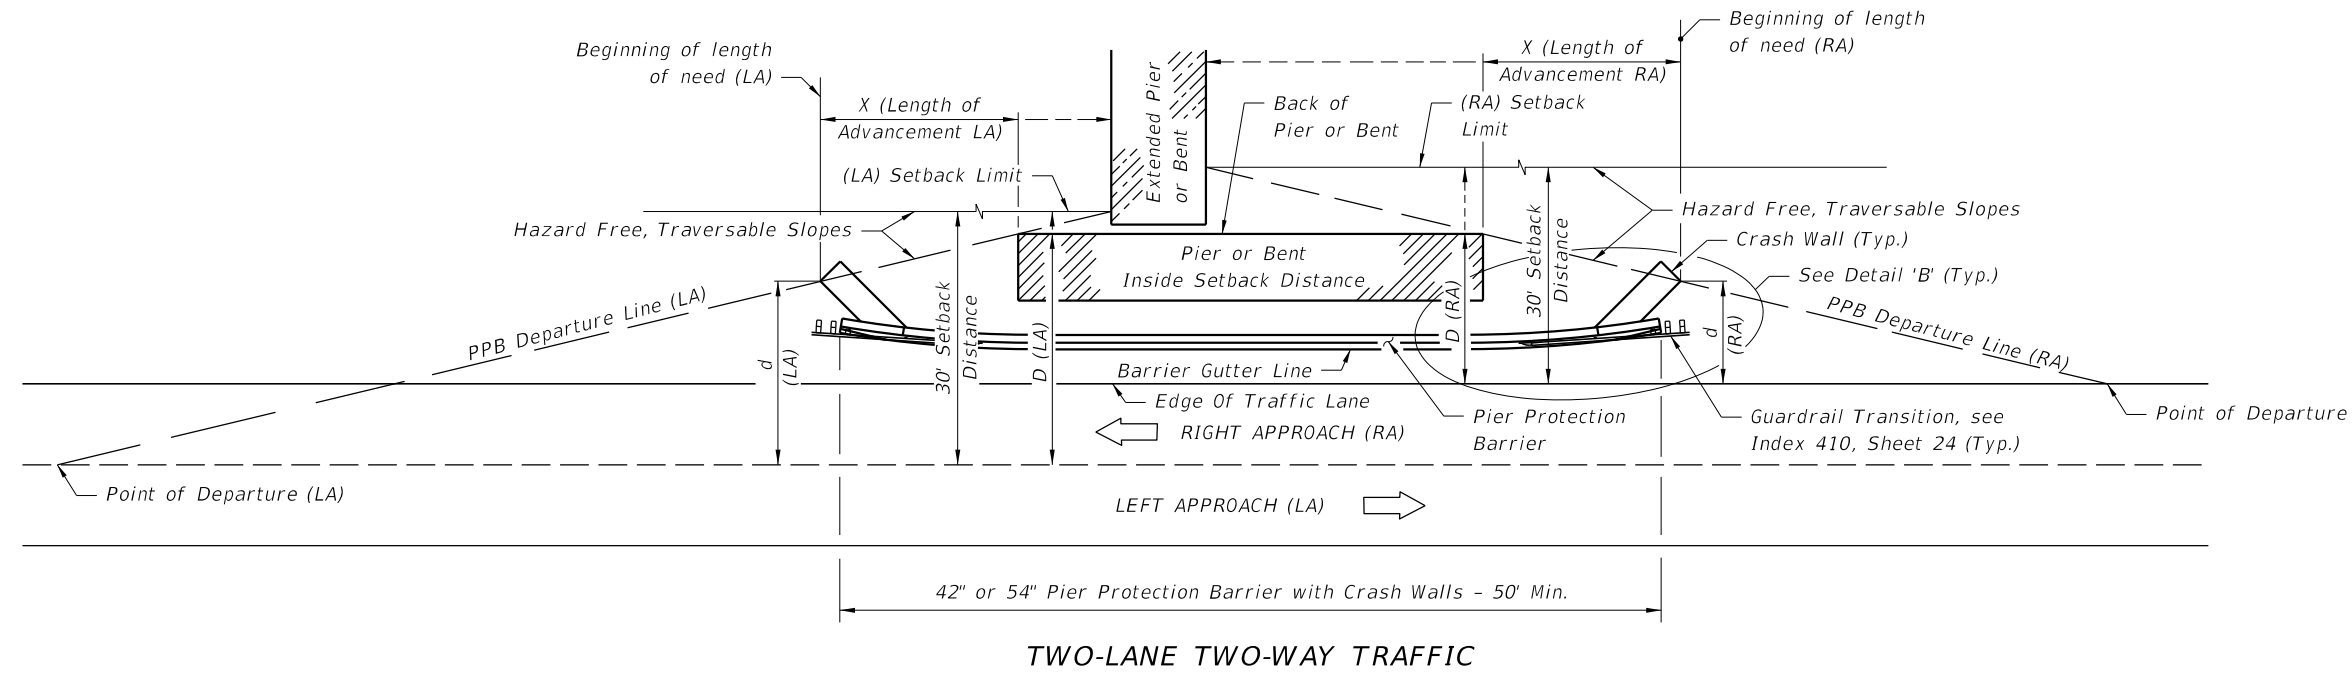 Beginning of length
of need (RA)
Beginning of length
of need (LA)
X (Length of
Advancement RA)
X (Length of
Advancement LA)
Extended Pier
or Bent
Back of
Pier or Bent
(RA) Setback
Limit
(LA) Setback Limit
Hazard Free, Traversable Slopes
Hazard Free, Traversable Slopes
Crash Wall (Typ.)
Pier or Bent
Inside Setback Distance
See Detail 'B' (Typ.)
PPB Departure Line (LA)
PPB Departure Line (RA)
30' Setback
Distance
D (LA)
D (RA)
30' Setback
Distance
d
(LA)
d
(RA)
Barrier Gutter Line
Edge Of Traffic Lane
Pier Protection
Barrier
Guardrail Transition, see
Index 410, Sheet 24 (Typ.)
Point of Departure
RIGHT APPROACH (RA)
Point of Departure (LA)
LEFT APPROACH (LA)
42" or 54" Pier Protection Barrier with Crash Walls – 50' Min.
TWO-LANE TWO-WAY TRAFFIC